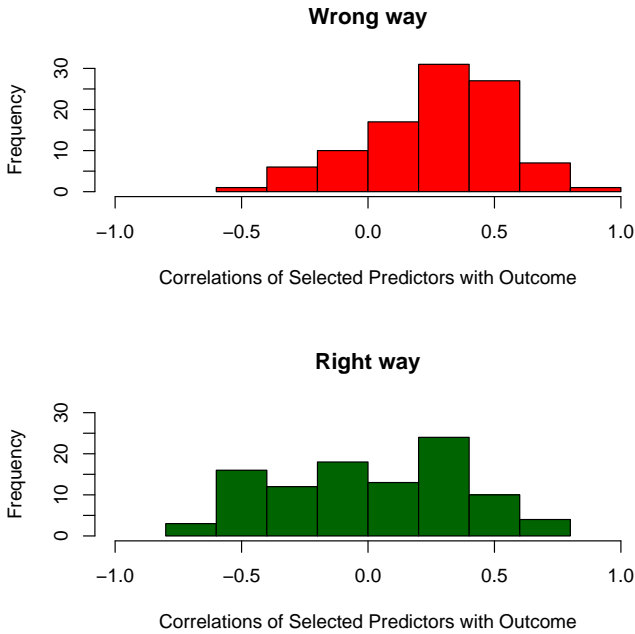 Wrong way
Frequency
30
10
0
−1.0 −0.5 0.0 0.5 1.0
Correlations of Selected Predictors with Outcome
Right way
Frequency
30
20
10
0
−1.0 −0.5 0.0 0.5 1.0
Correlations of Selected Predictors with Outcome